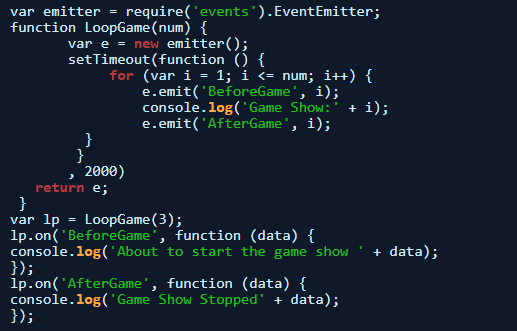 var emitter = require('events').EventEmitter;
function LoopGame(num) {
var e = new emitter();
setTimeout(function () {
for (var i = 1; i <= num; i++) {
e.emit('BeforeGame', i);
console.log('Game Show:' + i);
e.emit('AfterGame', i);
}
}
, 2000)
return e;
}
var lp = LoopGame(3);
lp.on('BeforeGame', function (data) {
console.log('About to start the game show ' + data);
});
lp.on('AfterGame', function (data) {
console.log('Game Show Stopped' + data);
});